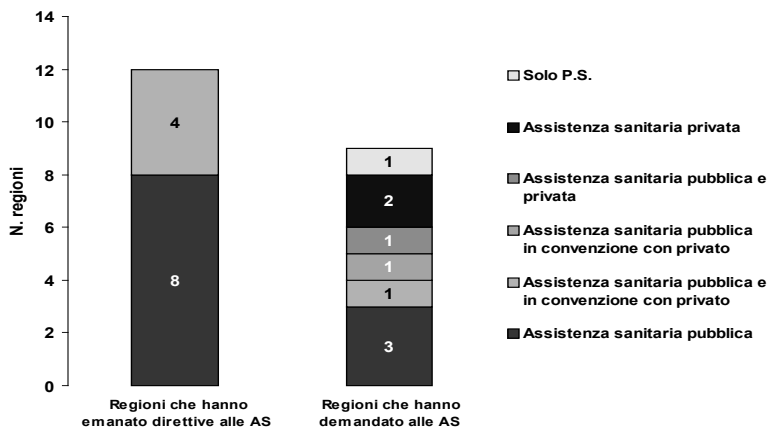 14
12
10
8
6
4
2
0
N. regioni
4
8
1
2
1
1
1
3
Regioni che hanno
emanato direttive alle AS
Regioni che hanno
demandato alle AS
Solo P.S.
Assistenza sanitaria privata
Assistenza sanitaria pubblica e
privata
Assistenza sanitaria pubblica
in convenzione con privato
Assistenza sanitaria pubblica e
in convenzione con privato
Assistenza sanitaria pubblica